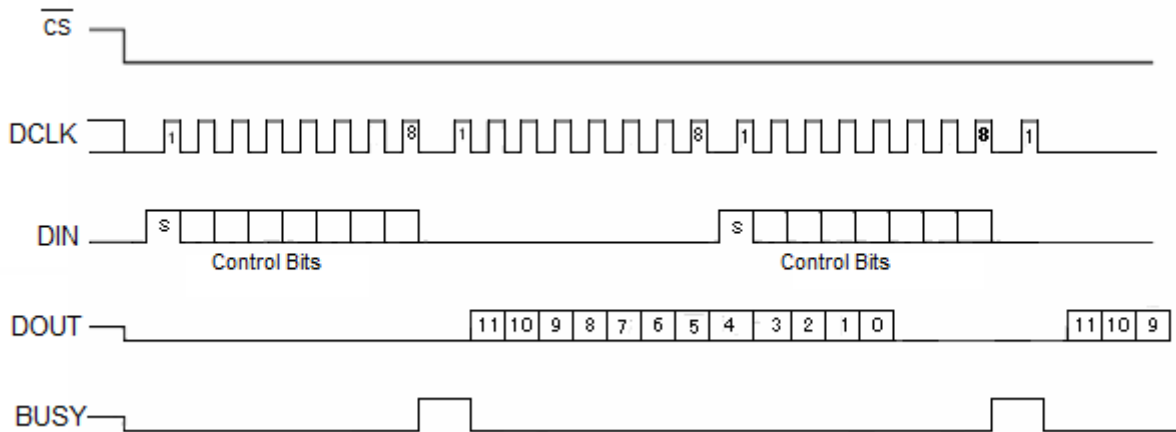 CS
DCLK 1 8 1 8 1 8 1
DIN S S
Control Bits Control Bits
DOUT 11 10 9 8 7 6 5 4 3 2 1 0 11 10 9
BUSY